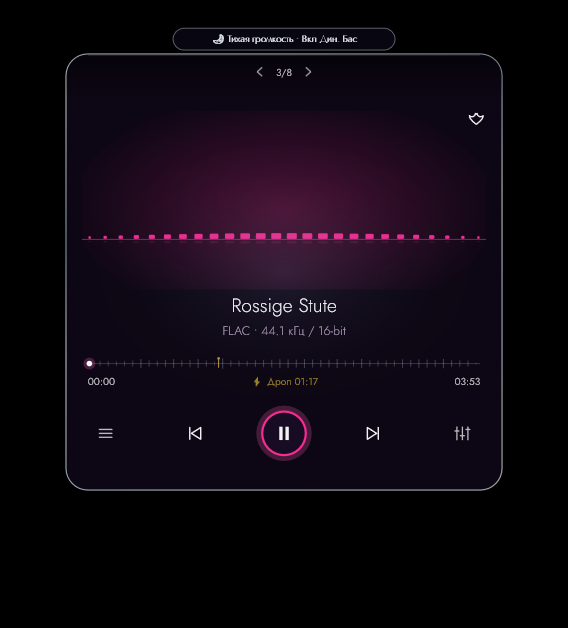 Тихая громкость · Вкл Дин. Бас
3/8
Rossige Stute
FLAC · 44.1 кГц / 16-bit
00:00
Дроп 01:17
03:53